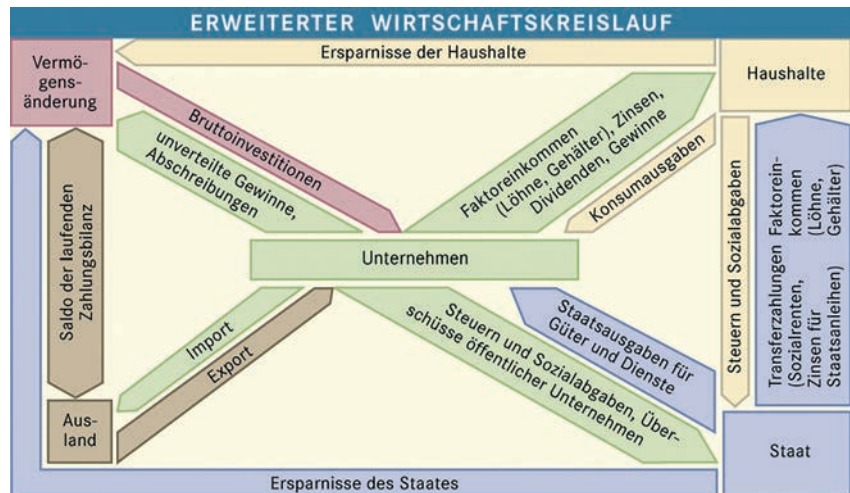 ERWEITERTER WIRTSCHAFTSKREISLAUF
Vermö-
gens-
änderung
Ersparnisse der Haushalte
Haushalte
Bruttoinvestitionen
unverteilte Gewinne,
Abschreibungen
Faktoreinkommen
(Löhne, Gehälter), Zinsen,
Dividenden, Gewinne
Konsumausgaben
Unternehmen
Saldo der laufenden
Zahlungsbilanz
Import
Export
Steuern und Sozialabgaben, Über-
schüsse öffentlicher Unternehmen
Staatsausgaben für
Güter und Dienste
Steuern und Sozialabgaben
Faktorein-
kommen
(Löhne,
Gehälter)
Transferzahlungen
(Sozialrenten,
Zinsen für
Staatsanleihen)
Aus-
land
Staat
Ersparnisse des Staates